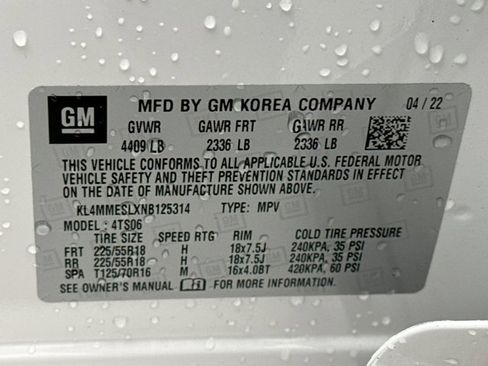 GM MFD BY GM KOREA COMPANY 04 / 22
GVWR GAWR FRT GAWR RR
4409 LB 2336 LB 2336 LB
THIS VEHICLE CONFORMS TO ALL APPLICABLE U.S. FEDERAL MOTOR
VEHICLE SAFETY AND THEFT PREVENTION STANDARDS IN EFFECT
ON THE DATE OF MANUFACTURE SHOWN ABOVE.
KL4MMESLXNB125314 TYPE: MPV
MODEL: 4TS06
TIRE SIZE SPEED RTG RIM COLD TIRE PRESSURE
FRT 225/55R18 H 18x7.5J 240KPA, 35 PSI
RR 225/55R18 H 18x7.5J 240KPA, 35 PSI
SPA T125/70R16 M 16x4.0BT 420KPA, 60 PSI
SEE OWNER'S MANUAL FOR MORE INFORMATION.